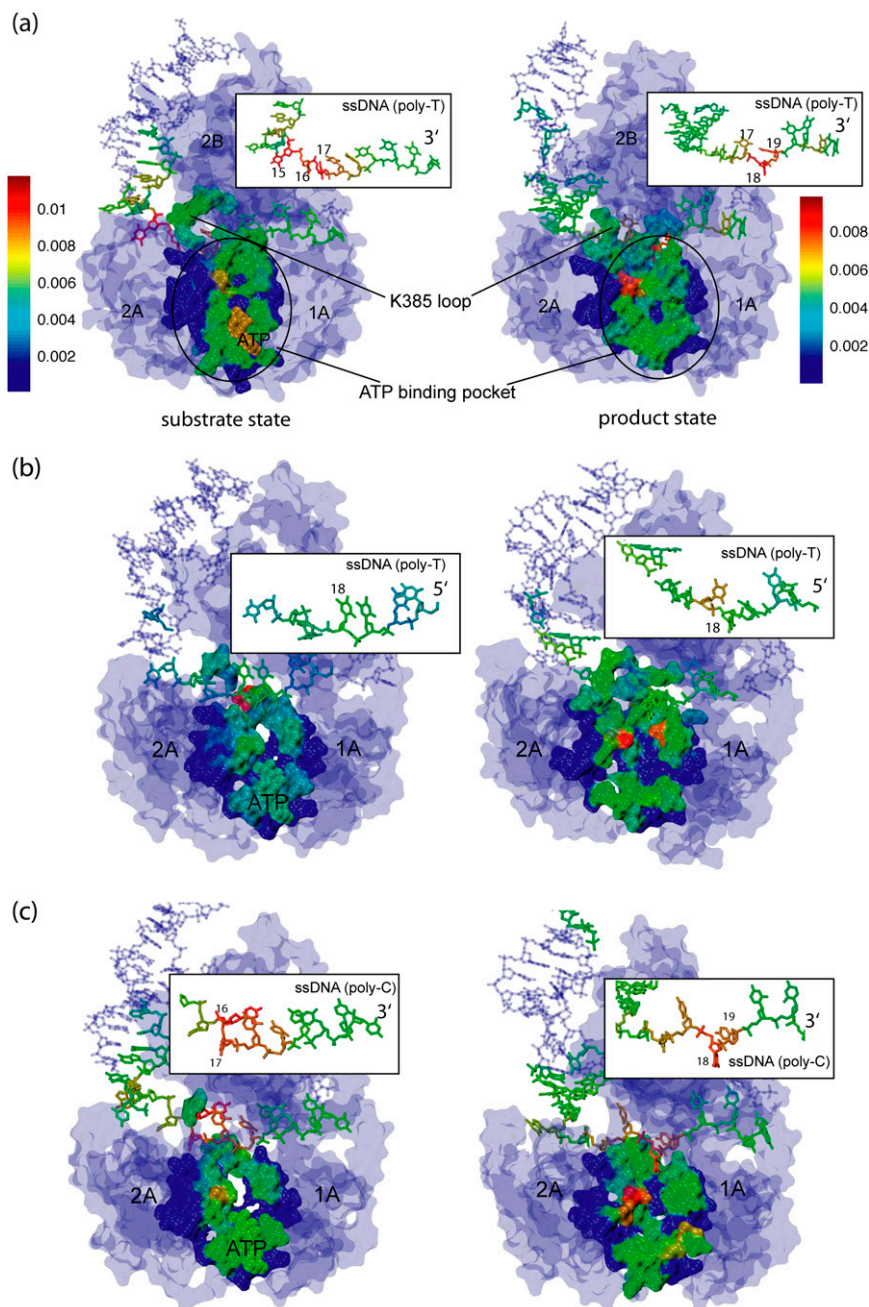 (a)
ssDNA (poly-T)
3‘
2B
17
15
16
ssDNA (poly-T)
17
19
3‘
18
2B
0.01
0.008
0.006
0.004
0.002
0.008
0.006
0.004
0.002
2A
1A
ATP
K385 loop
2A
1A
ATP binding pocket
substrate state
product state
(b)
ssDNA (poly-T)
18
5‘
2A
1A
ATP
ssDNA (poly-T)
5‘
18
2A
1A
(c)
ssDNA (poly-C)
16
3‘
17
2A
1A
ATP
19
3‘
18
ssDNA (poly-C)
2A
1A